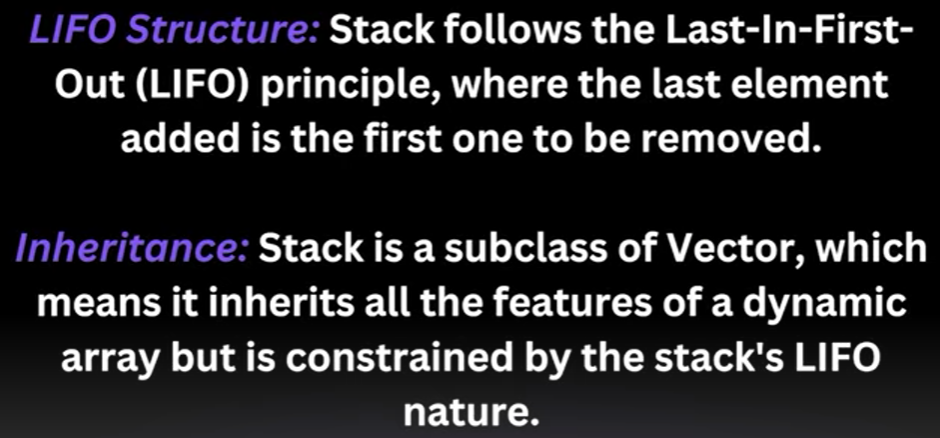 LIFO Structure: Stack follows the Last-In-First-
Out (LIFO) principle, where the last element
added is the first one to be removed.
Inheritance: Stack is a subclass of Vector, which
means it inherits all the features of a dynamic
array but is constrained by the stack's LIFO
nature.